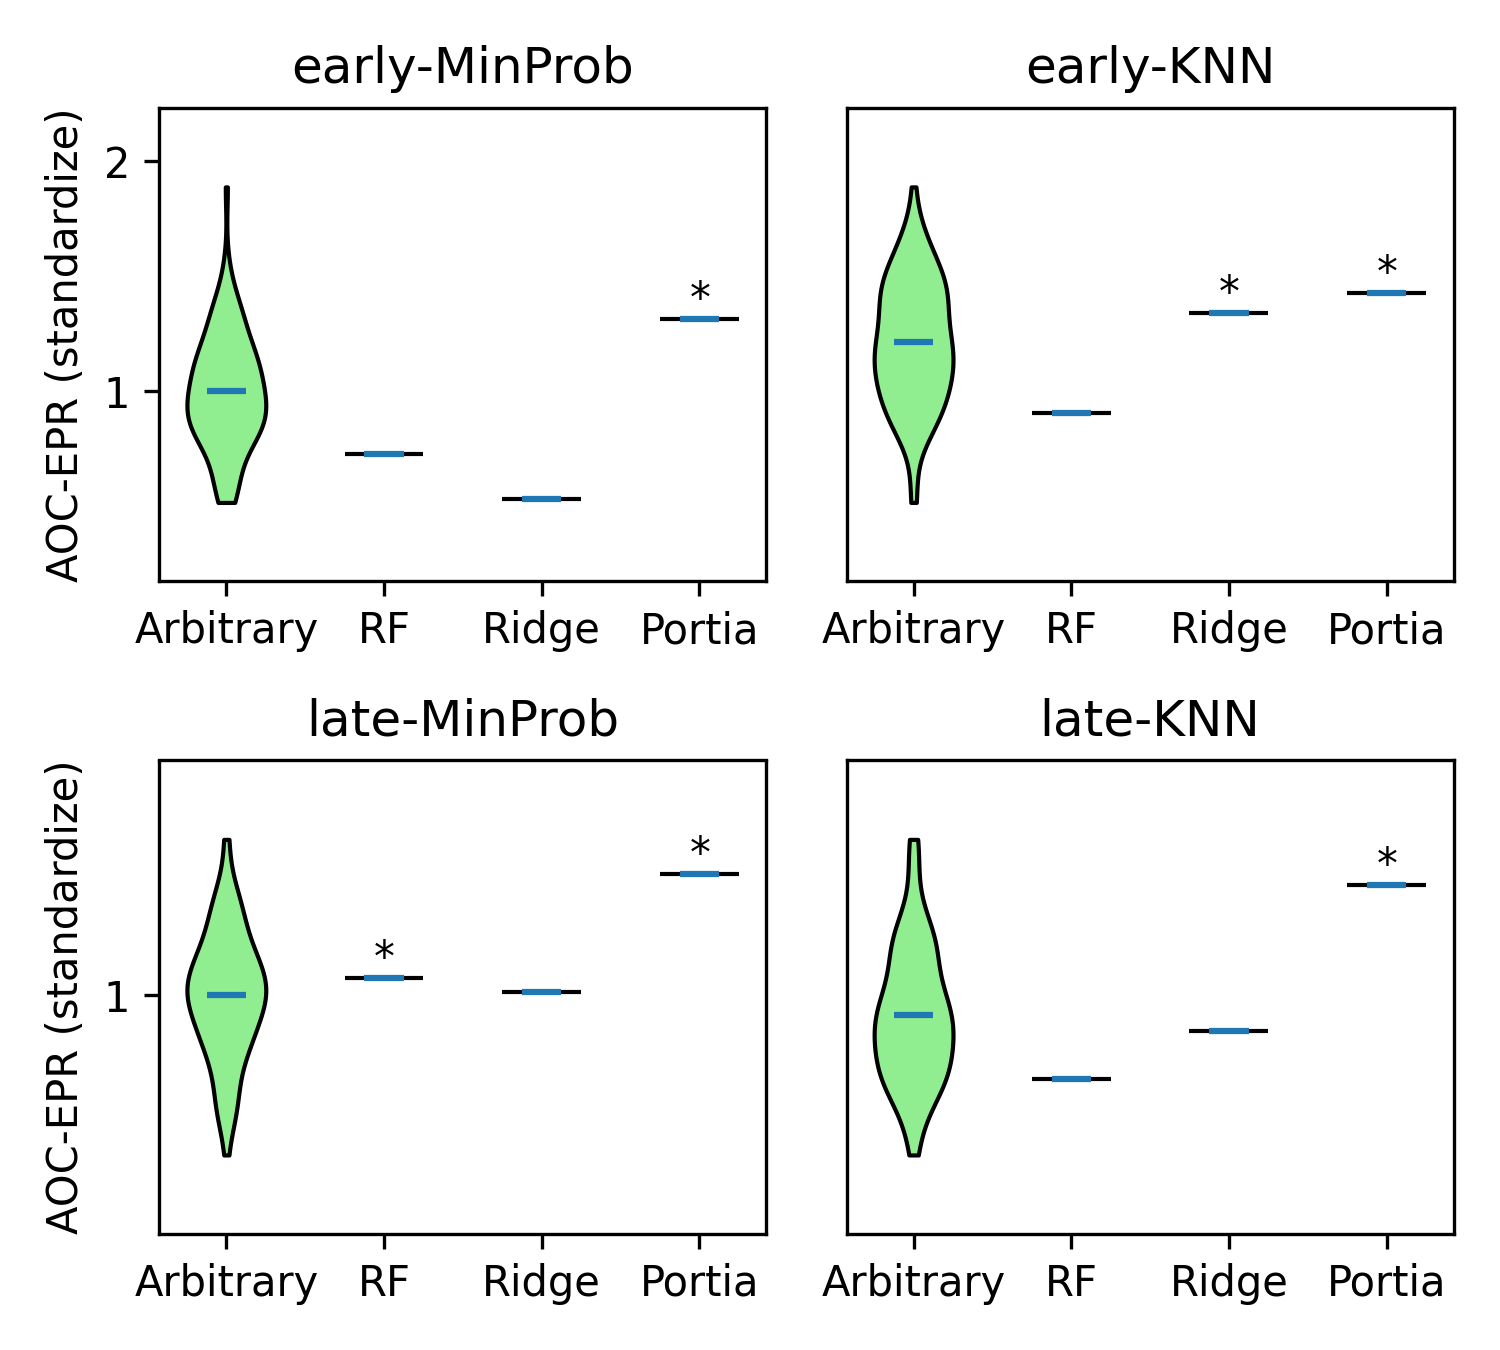 early-MinProb
early-KNN
AOC-EPR (standardize)
2
1
*
*
*
Arbitrary RF Ridge Portia
Arbitrary RF Ridge Portia
late-MinProb
late-KNN
AOC-EPR (standardize)
1
*
*
*
Arbitrary RF Ridge Portia
Arbitrary RF Ridge Portia